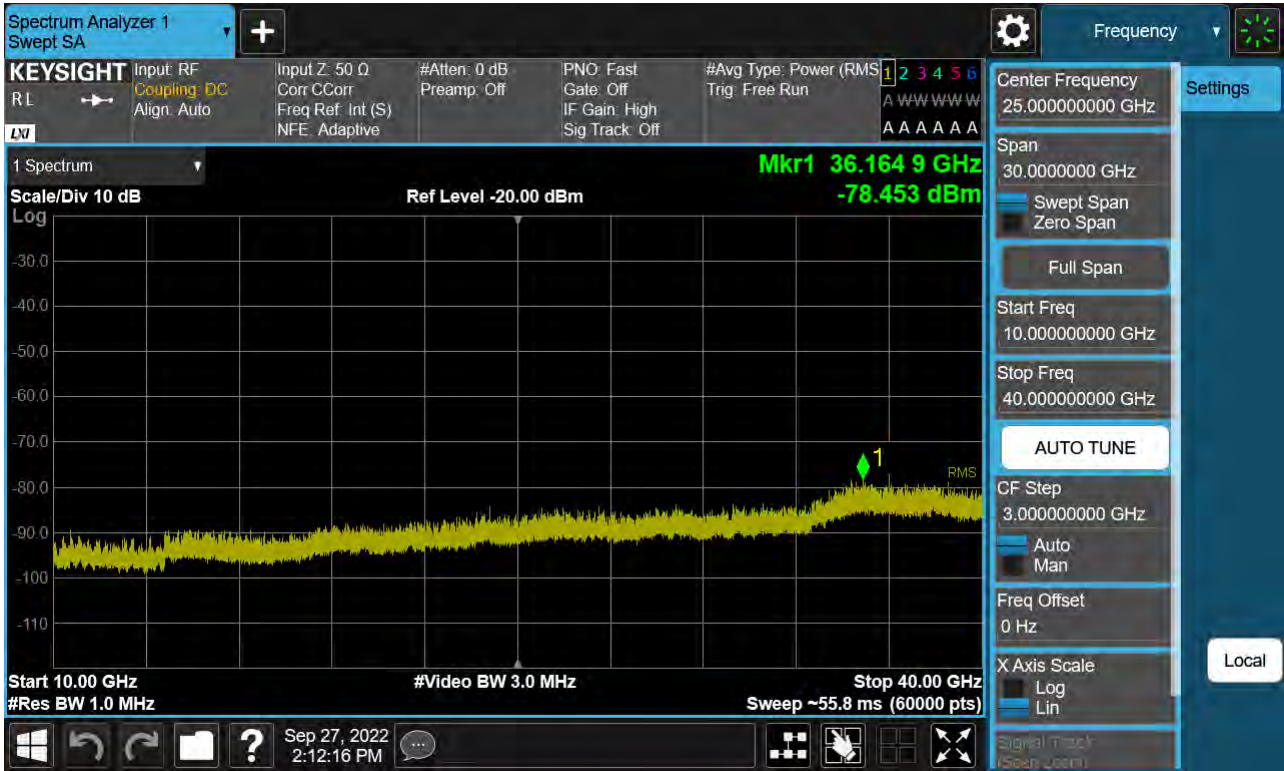 Spectrum Analyzer 1
Swept SA
Frequency
KEYSIGHT
R L
LXI
Input: RF
Coupling: DC
Align: Auto
Input Z: 50 Ω
Corr CCorr
Freq Ref: Int (S)
NFE: Adaptive
#Atten: 0 dB
Preamp: Off
PNO: Fast
Gate: Off
IF Gain: High
Sig Track: Off
#Avg Type: Power (RMS
Trig: Free Run
1 2 3 4 5 6
A W W W W W
A A A A A A
1 Spectrum
Scale/Div 10 dB
Ref Level -20.00 dBm
Mkr1 36.164 9 GHz
-78.453 dBm
Log
-30.0
-40.0
-50.0
-60.0
-70.0
-80.0
-90.0
-100
-110
1
RMS
Start 10.00 GHz
#Video BW 3.0 MHz
Stop 40.00 GHz
#Res BW 1.0 MHz
Sweep ~55.8 ms (60000 pts)
Sep 27, 2022
2:12:16 PM
?
Center Frequency
25.000000000 GHz
Settings
Span
30.0000000 GHz
Swept Span
Zero Span
Full Span
Start Freq
10.000000000 GHz
Stop Freq
40.000000000 GHz
AUTO TUNE
CF Step
3.000000000 GHz
Auto
Man
Freq Offset
0 Hz
X Axis Scale
Log
Lin
Local
Signal Track
(Span Zoom)